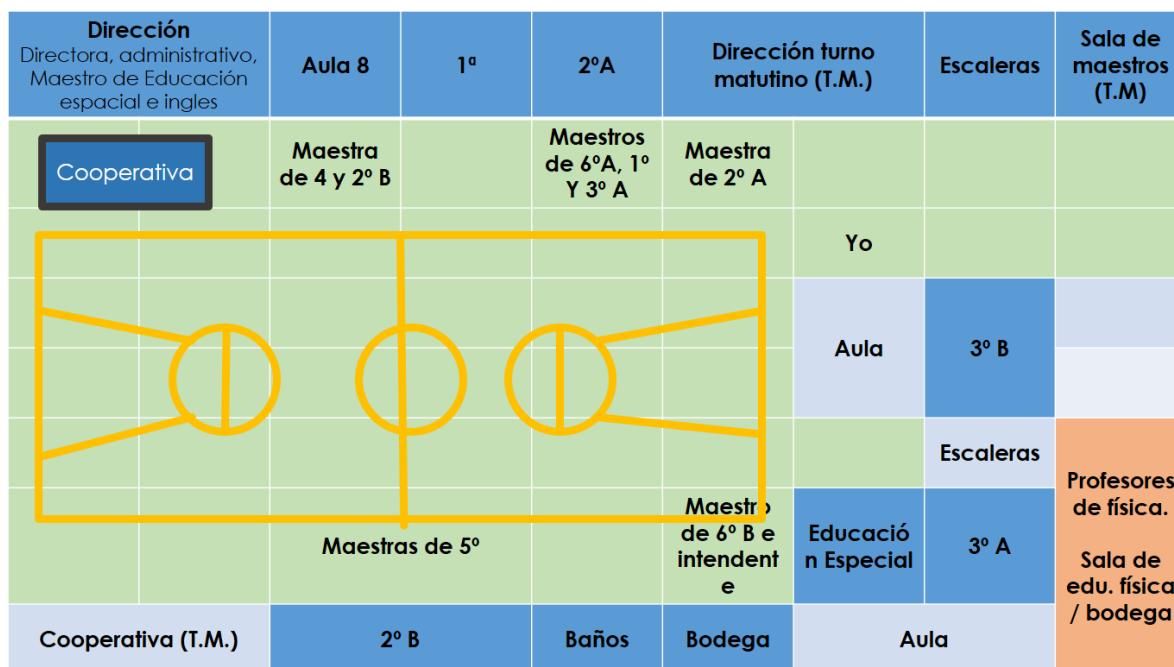 Dirección
Directora, administrativo,
Maestro de Educación
espacial e ingles
Aula 8
1ª
2ºA
Dirección turno
matutino (T.M.)
Escaleras
Sala de
maestros
(T.M)
Cooperativa
Maestra
de 4 y 2º B
Maestros
de 6ºA, 1º
Y 3º A
Maestra
de 2º A
Yo
Aula
3º B
Escaleras
Profesores
de física.
Sala de
edu. física
/ bodega
Maestras de 5º
Maestro
de 6º B e
intendent
e
Educació
n Especial
3º A
Cooperativa (T.M.)
2º B
Baños
Bodega
Aula